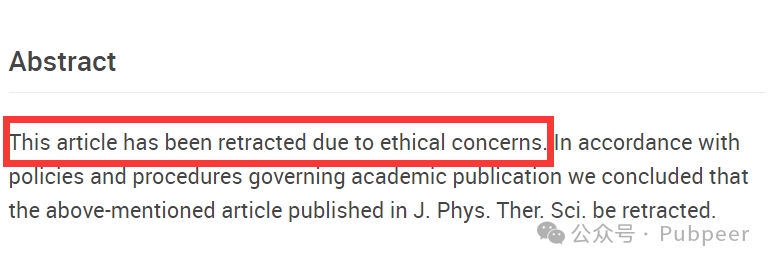 Abstract
This article has been retracted due to ethical concerns. In accordance with
policies and procedures governing academic publication we concluded that
the above-mentioned article published in J. Phys. Ther. Sci. be retracted.
公众号 · Pubpeer